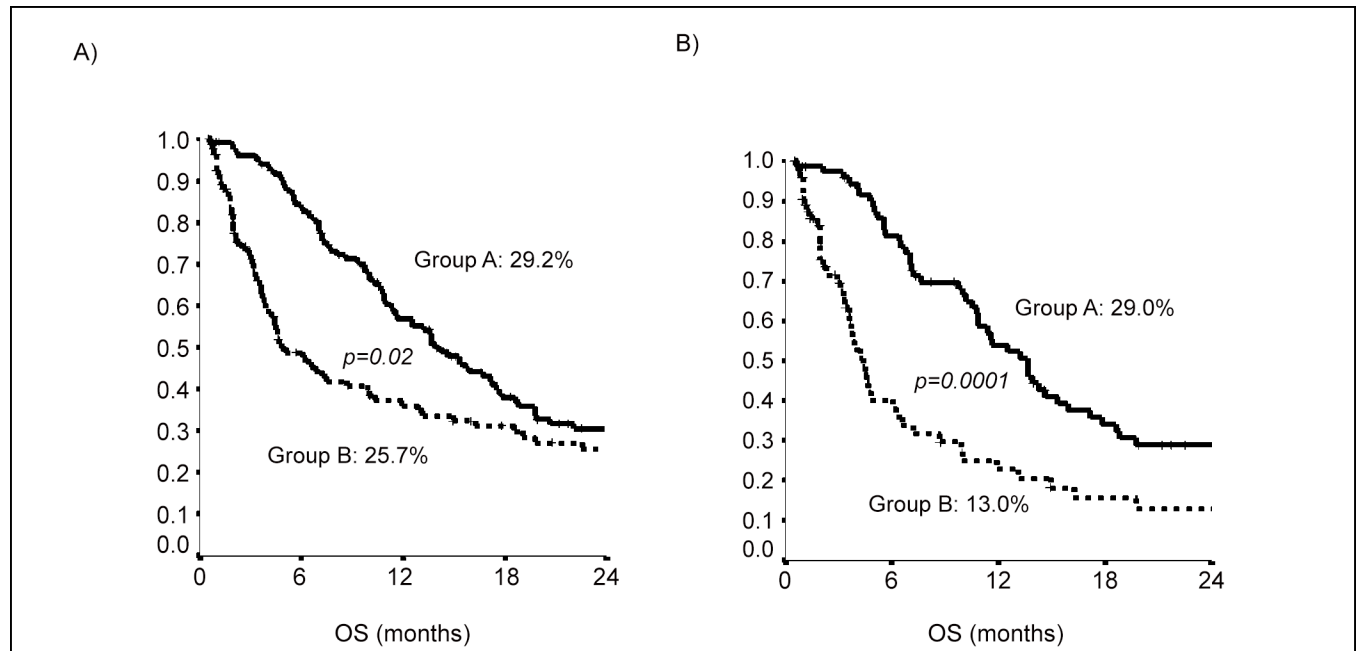 A)
1.0
0.9
0.8
0.7
0.6
0.5
0.4
0.3
0.2
0.1
0.0
Group A: 29.2%
p=0.02
Group B: 25.7%
0 6 12 18 24
OS (months)
B)
1.0
0.9
0.8
0.7
0.6
0.5
0.4
0.3
0.2
0.1
0.0
Group A: 29.0%
p=0.0001
Group B: 13.0%
0 6 12 18 24
OS (months)